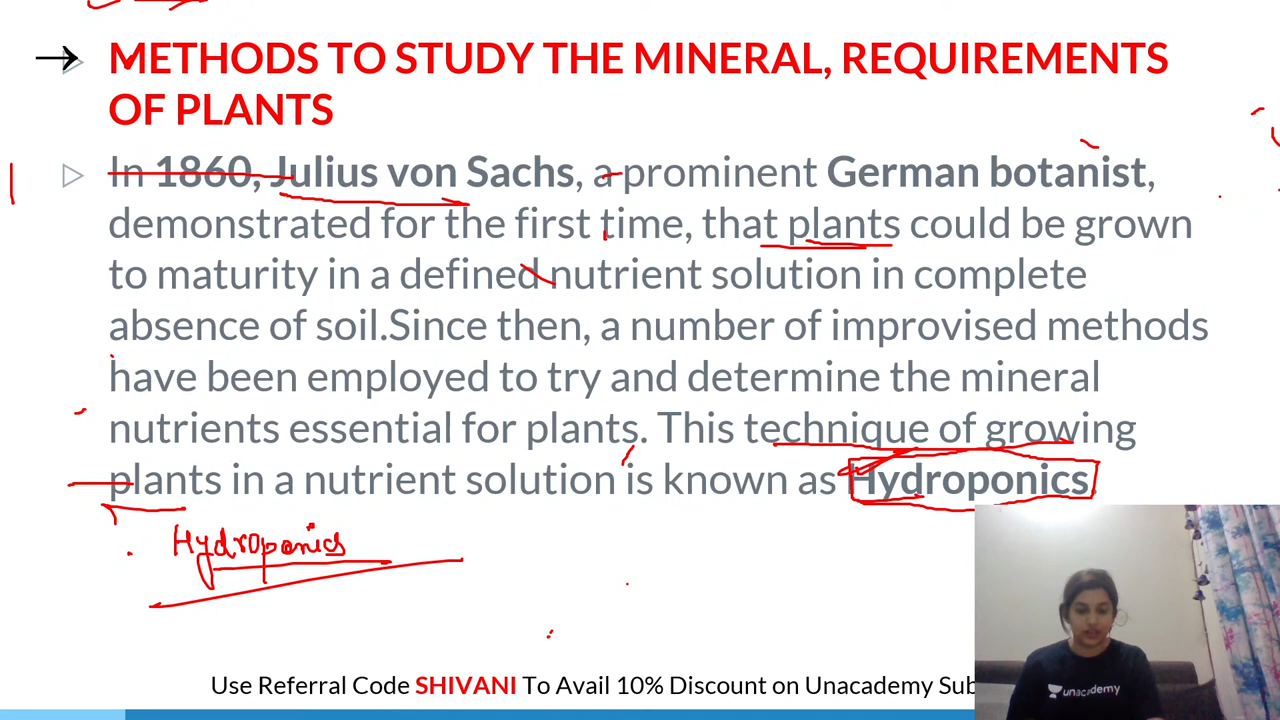 METHODS TO STUDY THE MINERAL, REQUIREMENTS
OF PLANTS
In 1860, Julius von Sachs, a prominent German botanist,
demonstrated for the first time, that plants could be grown
to maturity in a defined nutrient solution in complete
absence of soil.Since then, a number of improvised methods
have been employed to try and determine the mineral
nutrients essential for plants. This technique of growing
plants in a nutrient solution is known as Hydroponics.
Hydroponics
Use Referral Code SHIVANI To Avail 10% Discount on Unacademy Sub
unacademy